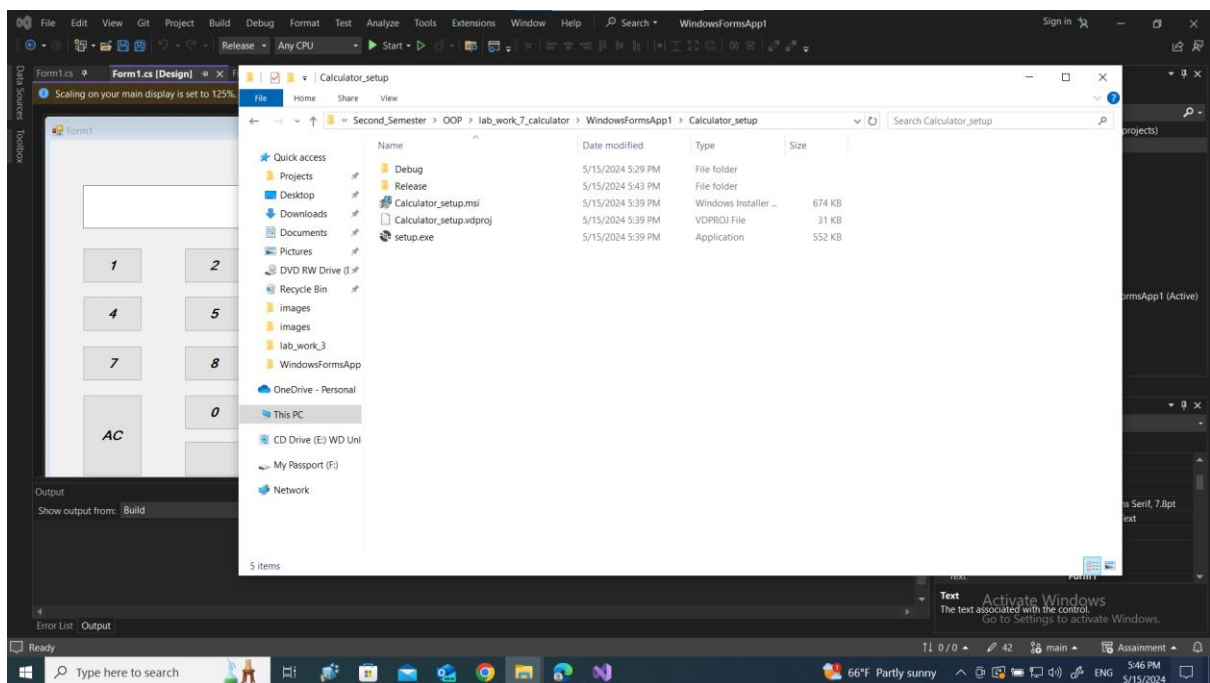 File Edit View Git Project Build Debug Format Test Analyze Tools Extensions Window Help Search WindowsFormsApp1 Sign in
Release Any CPU Start
Data Sources
Toolbox
Form1.cs Form1.cs [Design]
Scaling on your main display is set to 125%.
Form1
1 2
4 5
7 8
0
AC
Calculator_setup
File Home Share View
Second_Semester > OOP > lab_work_7_calculator > WindowsFormsApp1 > Calculator_setup
Search Calculator_setup
Quick access
Projects
Desktop
Downloads
Documents
Pictures
DVD RW Drive (
Recycle Bin
images
images
lab_work_3
WindowsFormsApp
OneDrive - Personal
This PC
CD Drive (E:) WD Unl
My Passport (F:)
Network
Name Date modified Type Size
Debug 5/15/2024 5:29 PM File folder
Release 5/15/2024 5:43 PM File folder
Calculator_setup.msi 5/15/2024 5:39 PM Windows Installer ... 674 KB
Calculator_setup.vdproj 5/15/2024 5:39 PM VDPROJ File 31 KB
setup.exe 5/15/2024 5:39 PM Application 552 KB
5 items
projects)
ormsApp1 (Active)
ns Serif, 7.8pt
Text
Text Form1
Text
The text associated with the control.
Activate Windows
Go to Settings to activate Windows.
Output
Show output from: Build
Error List Output
Ready 0/0 42 main Assainment
Type here to search 66°F Partly sunny ENG 5:46 PM
5/15/2024